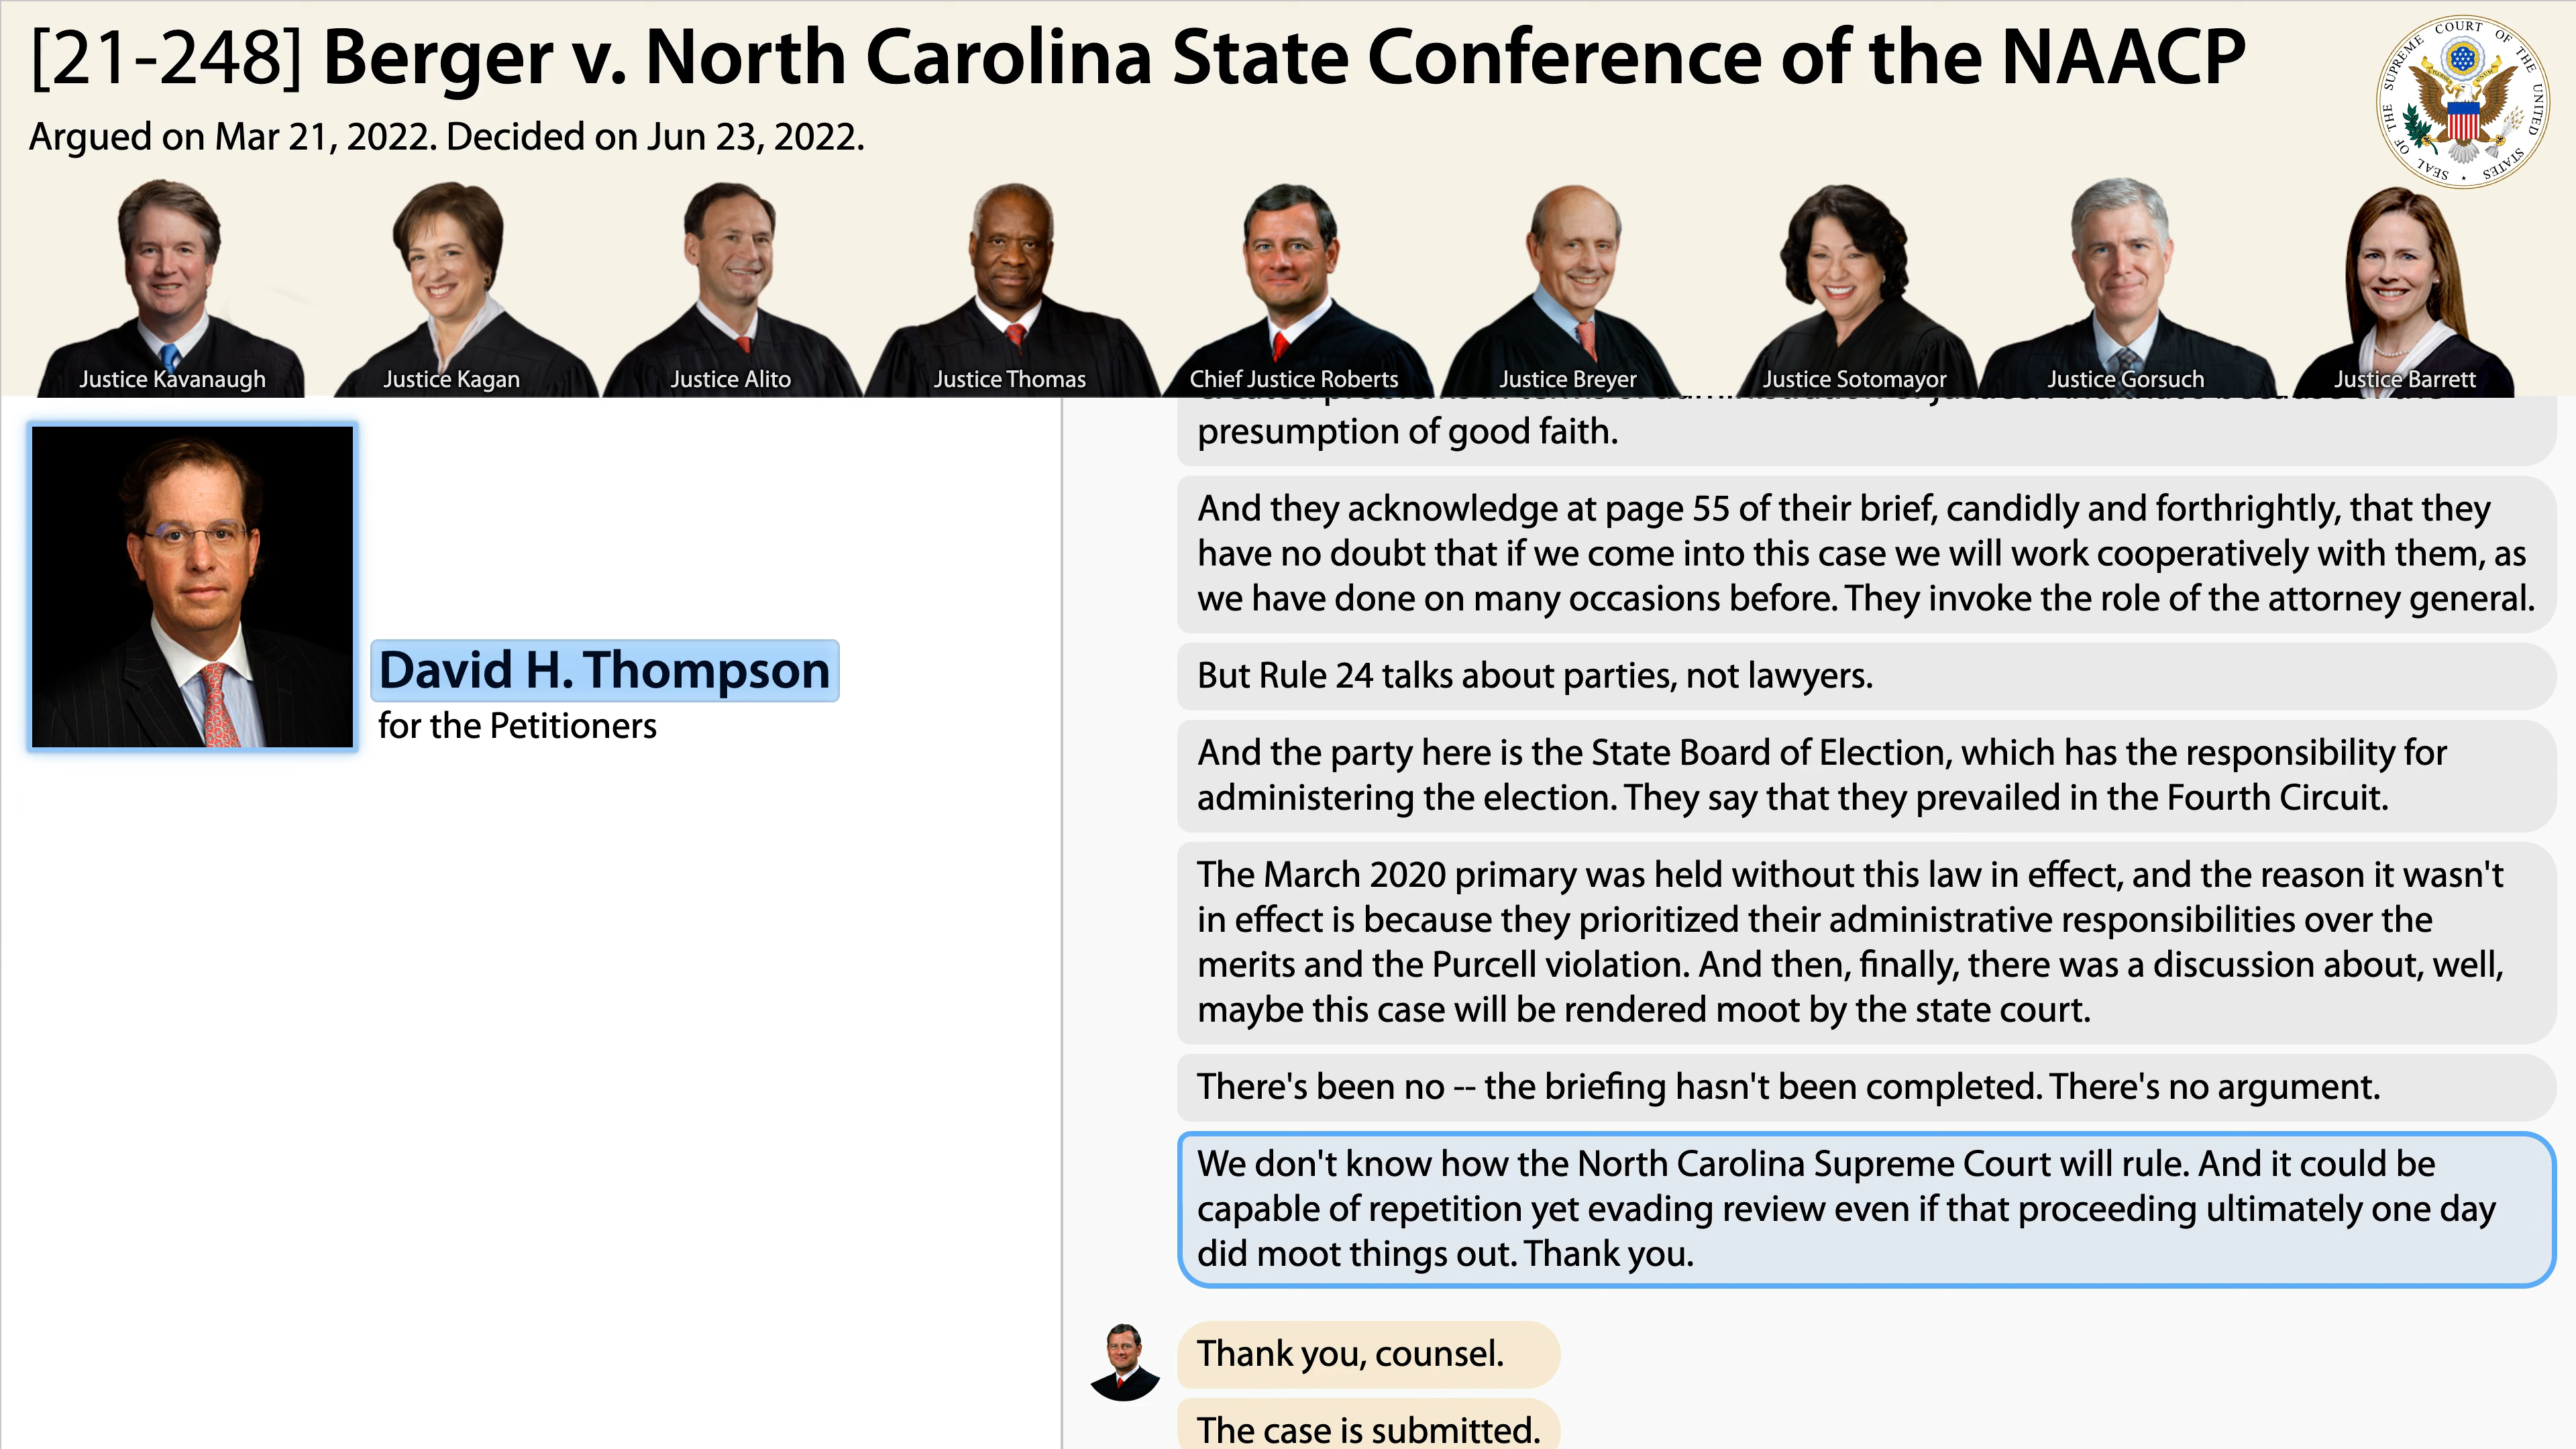 [21-248] Berger v. North Carolina State Conference of the NAACP
Argued on Mar 21, 2022. Decided on Jun 23, 2022.
SEAL OF THE SUPREME COURT OF THE UNITED STATES
Justice Kavanaugh
Justice Kagan
Justice Alito
Justice Thomas
Chief Justice Roberts
Justice Breyer
Justice Sotomayor
Justice Gorsuch
Justice Barrett
David H. Thompson
for the Petitioners
presumption of good faith.
And they acknowledge at page 55 of their brief, candidly and forthrightly, that they
have no doubt that if we come into this case we will work cooperatively with them, as
we have done on many occasions before. They invoke the role of the attorney general.
But Rule 24 talks about parties, not lawyers.
And the party here is the State Board of Election, which has the responsibility for
administering the election. They say that they prevailed in the Fourth Circuit.
The March 2020 primary was held without this law in effect, and the reason it wasn't
in effect is because they prioritized their administrative responsibilities over the
merits and the Purcell violation. And then, finally, there was a discussion about, well,
maybe this case will be rendered moot by the state court.
There's been no -- the briefing hasn't been completed. There's no argument.
We don't know how the North Carolina Supreme Court will rule. And it could be
capable of repetition yet evading review even if that proceeding ultimately one day
did moot things out. Thank you.
Thank you, counsel.
The case is submitted.